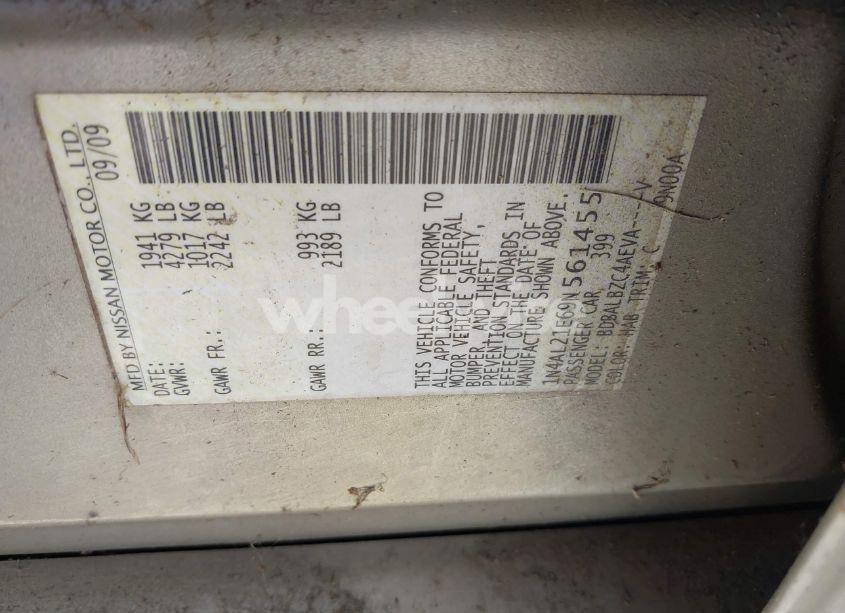 MFD BY NISSAN MOTOR CO., LTD.
DATE: 09/09
GVWR: 1941 KG
4279 LB
GAWR FR.: 1017 KG
2242 LB
GAWR RR.: 993 KG
2189 LB
THIS VEHICLE CONFORMS TO
ALL APPLICABLE FEDERAL
MOTOR VEHICLE SAFETY,
BUMPER, AND THEFT
PREVENTION STANDARDS IN
EFFECT ON THE DATE OF
MANUFACTURE SHOWN ABOVE.
1N4AL21E69N561455
PASSENGER CAR 399
MODEL: BDBALBZC4AEVA----
COLOR: HAB TRIM: C 9N00A